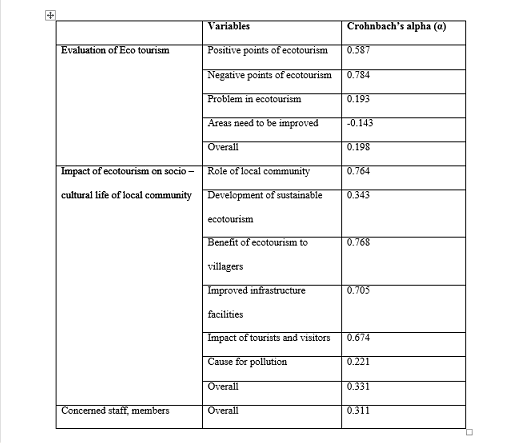 Variables Crohnbach's alpha (α)
Evaluation of Eco tourism Positive points of ecotourism 0.587
Negative points of ecotourism 0.784
Problem in ecotourism 0.193
Areas need to be improved -0.143
Overall 0.198
Impact of ecotourism on socio – Role of local community 0.764
cultural life of local community Development of sustainable 0.343
ecotourism
Benefit of ecotourism to 0.768
villagers
Improved infrastructure 0.705
facilities
Impact of tourists and visitors 0.674
Cause for pollution 0.221
Overall 0.331
Concerned staff, members Overall 0.311